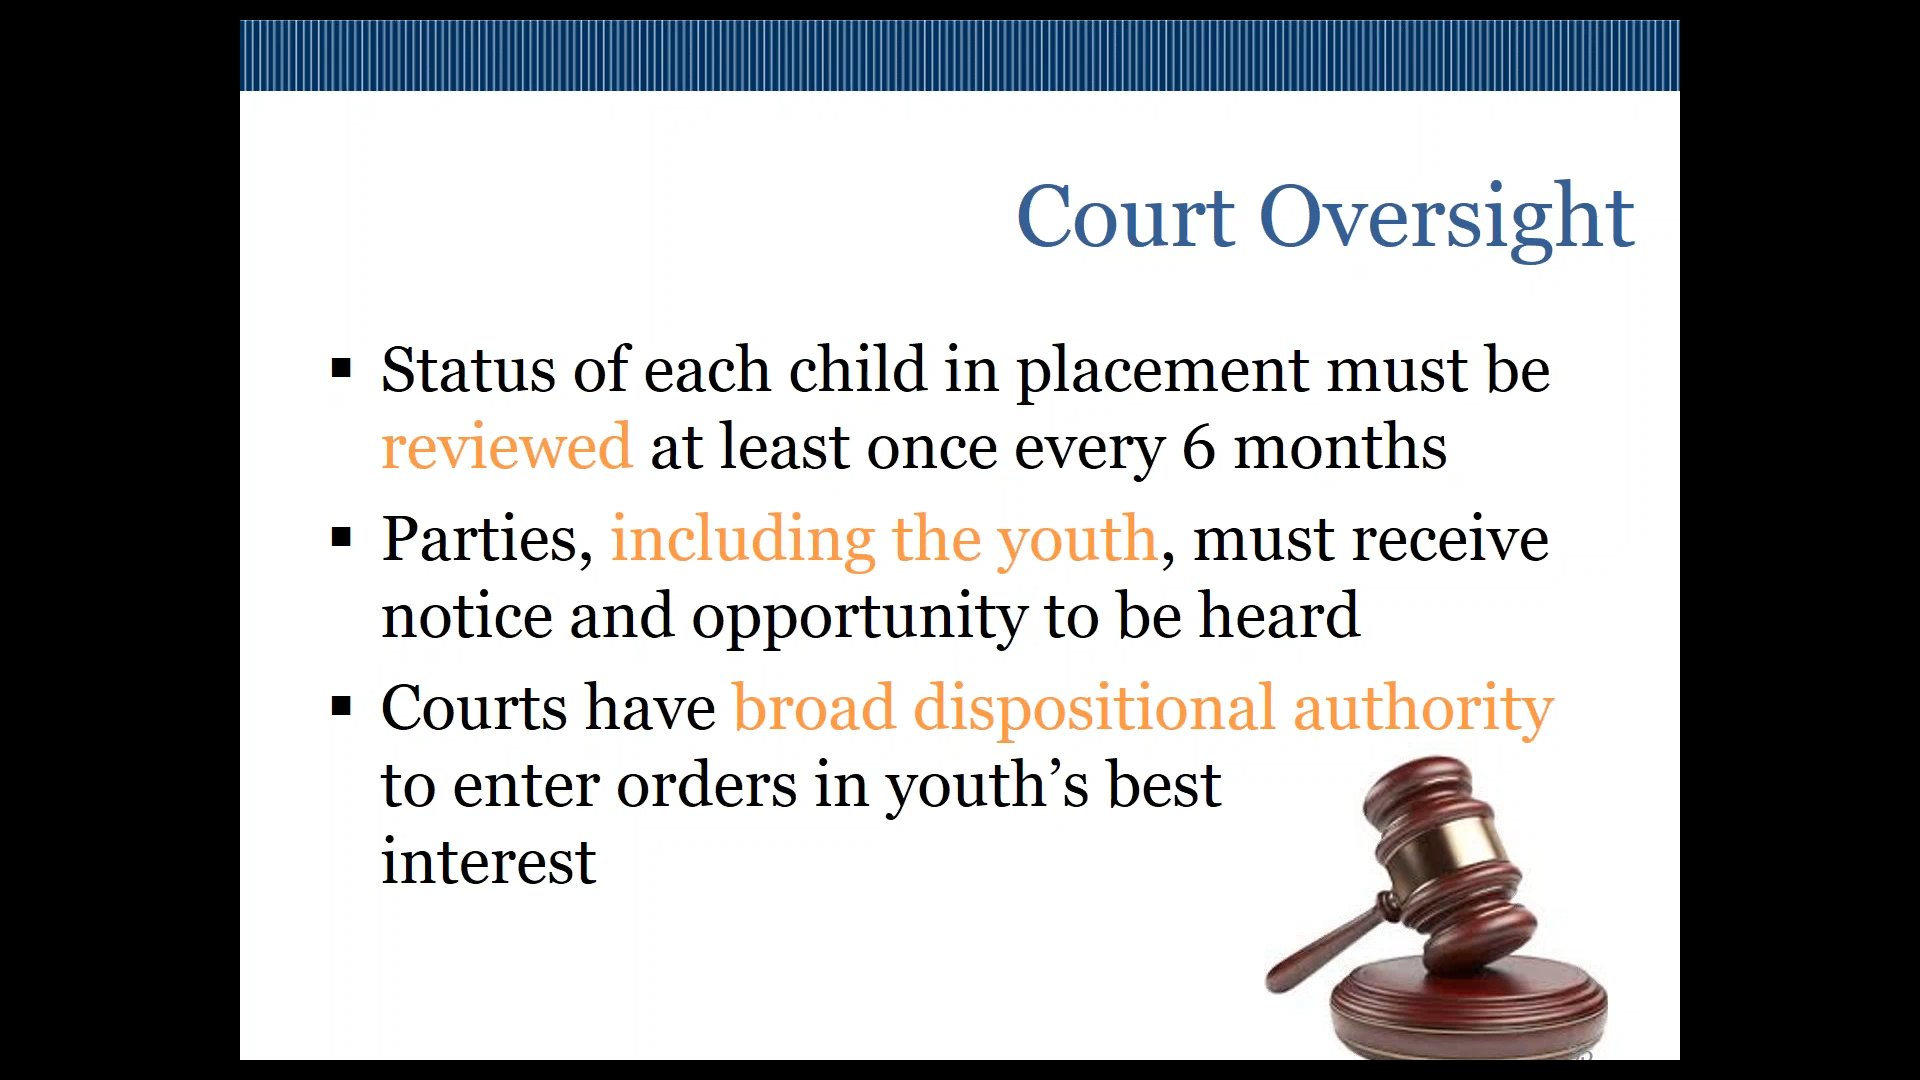 Court Oversight
▪ Status of each child in placement must be
reviewed at least once every 6 months
▪ Parties, including the youth, must receive
notice and opportunity to be heard
▪ Courts have broad dispositional authority
to enter orders in youth’s best
interest